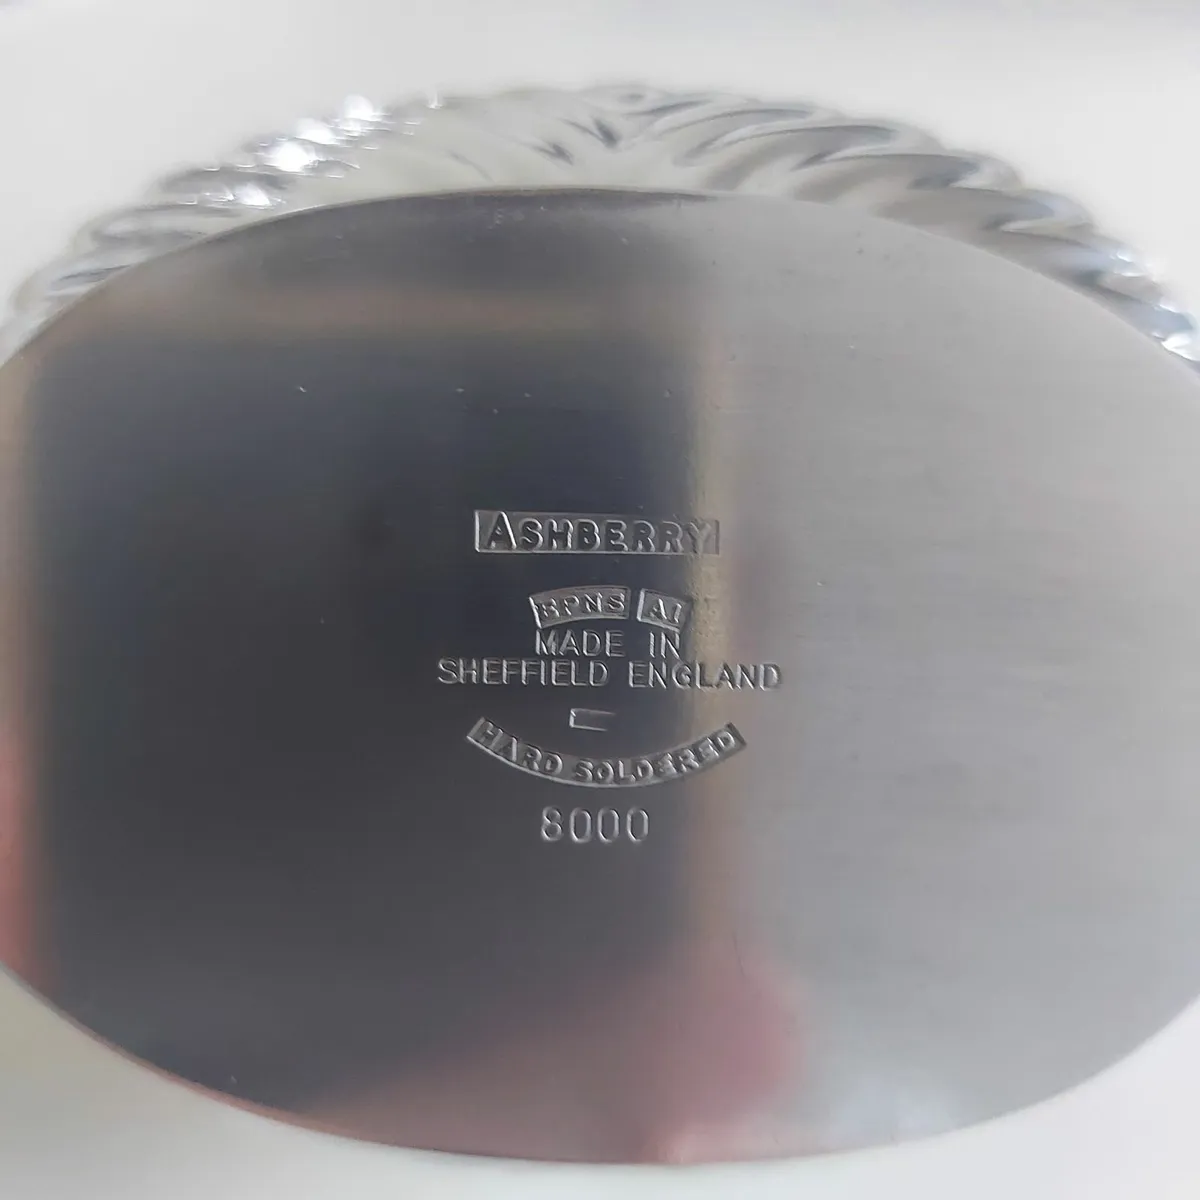 ASHBERRY
EPNS A1
MADE IN
SHEFFIELD ENGLAND
HARD SOLDERED
8000